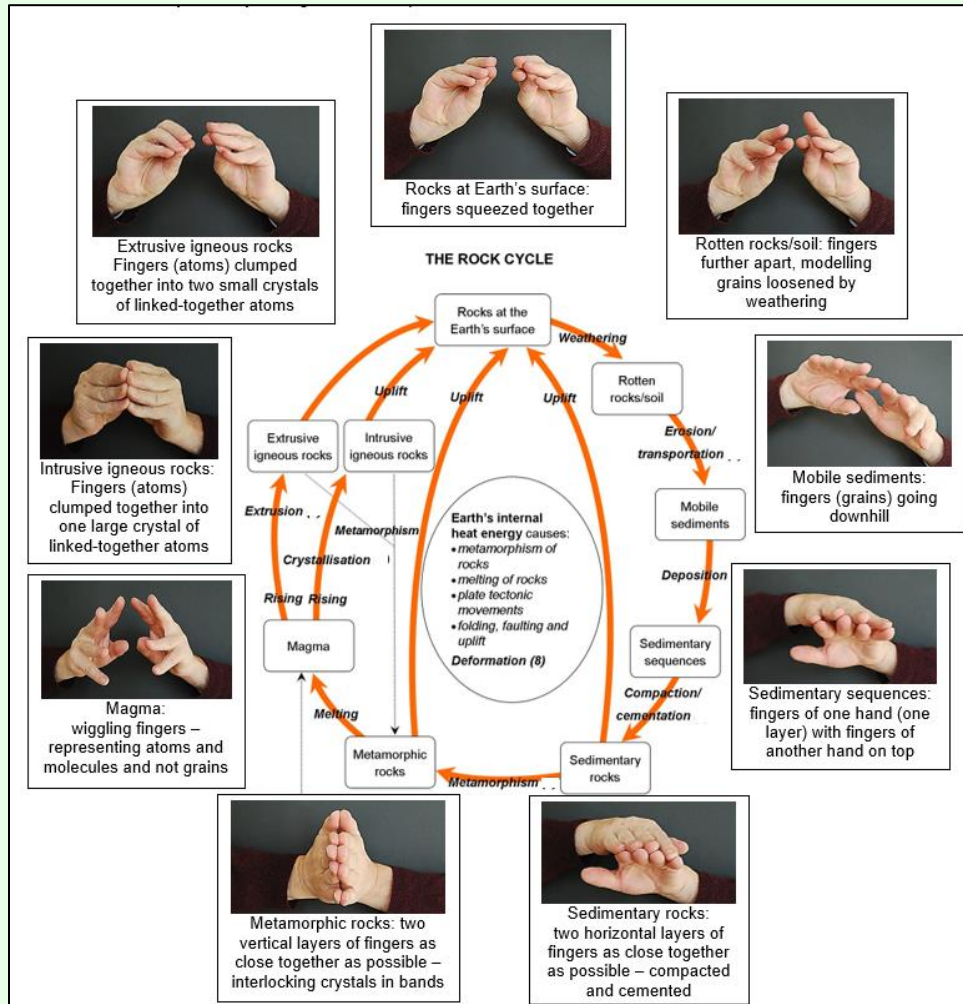 Rocks at Earth's surface:
fingers squeezed together
Extrusive igneous rocks
Fingers (atoms) clumped
together into two small crystals
of linked-together atoms
Rotten rocks/soil: fingers
further apart, modelling
grains loosened by
weathering
THE ROCK CYCLE
Rocks at the
Earth's surface
Weathering
Rotten
rocks/soil
Uplift
Uplift
Uplift
Extrusive
igneous rocks
Intrusive
igneous rocks
Erosion/
transportation
Mobile sediments:
fingers (grains) going
downhill
Intrusive igneous rocks:
Fingers (atoms)
clumped together into
one large crystal of
linked-together atoms
Extrusion
Metamorphism
Crystallisation
Rising
Rising
Mobile
sediments
Earth's internal
heat energy causes:
• metamorphism of
rocks
• melting of rocks
• plate tectonic
movements
• folding, faulting and
uplift
Deformation (8)
Deposition
Magma
Sedimentary
sequences
Sedimentary sequences:
fingers of one hand (one
layer) with fingers of
another hand on top
Magma:
wiggling fingers –
representing atoms and
molecules and not grains
Melting
Compaction/
cementation
Metamorphic
rocks
Metamorphism
Sedimentary
rocks
Metamorphic rocks: two
vertical layers of fingers as
close together as possible –
interlocking crystals in bands
Sedimentary rocks:
two horizontal layers of
fingers as close together
as possible – compacted
and cemented